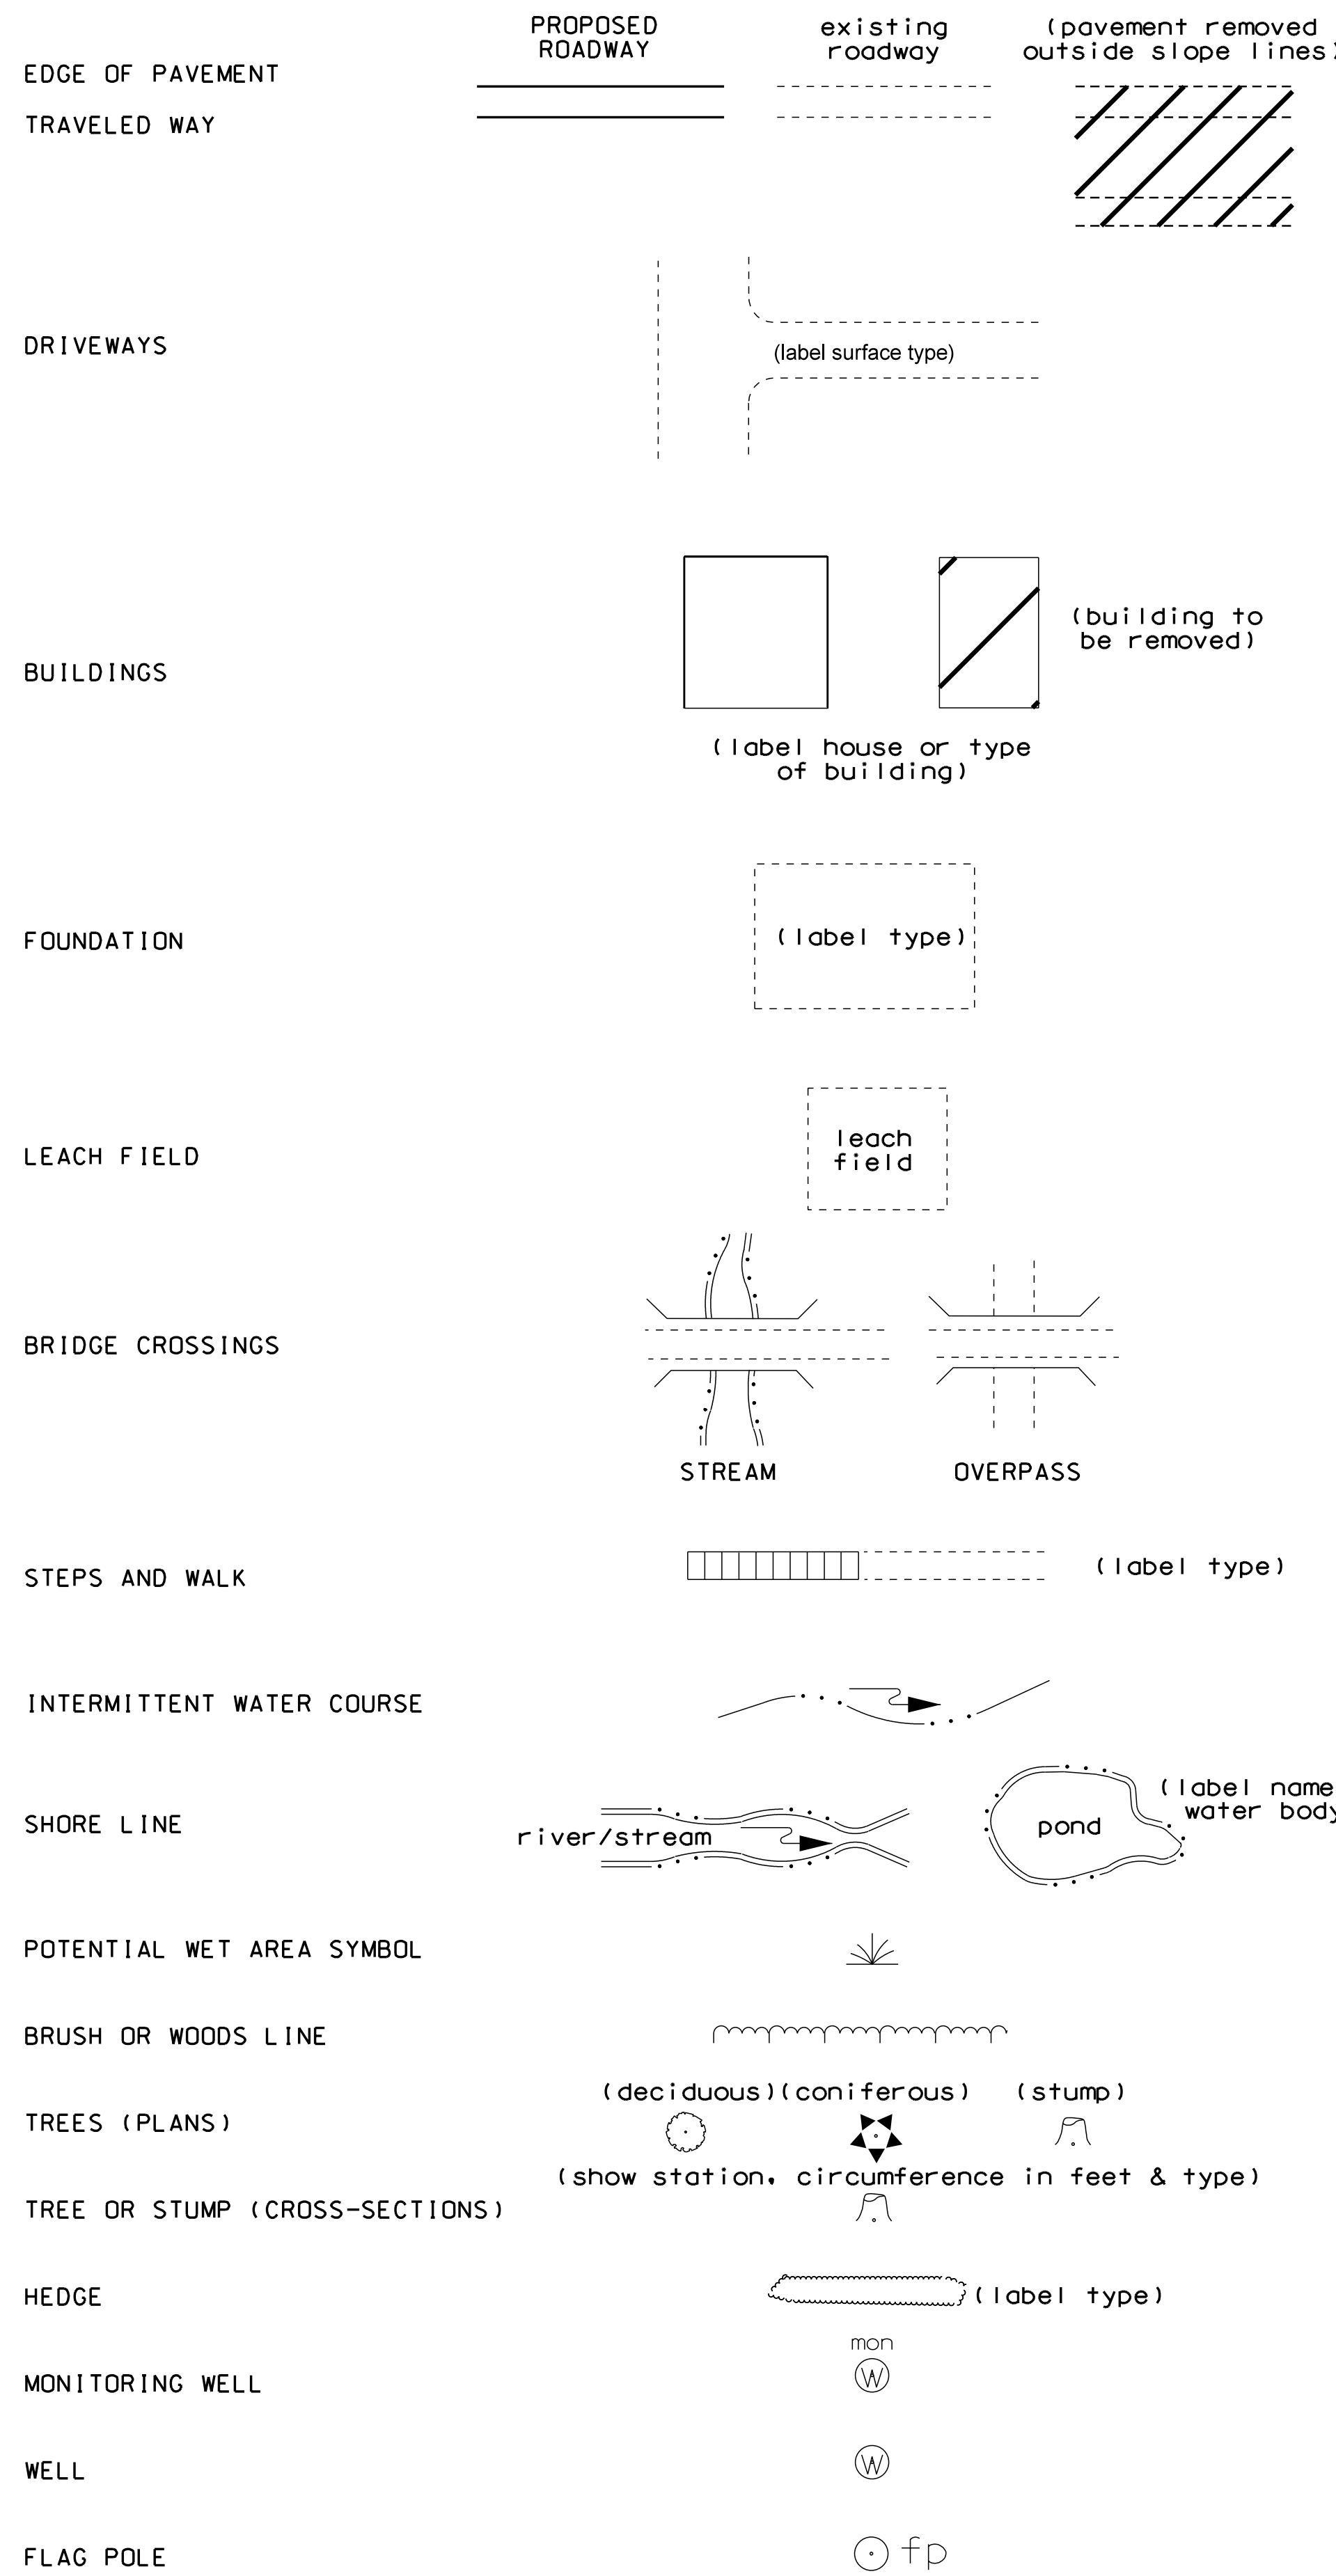 PROPOSED
ROADWAY
existing
roadway
(pavement removed
outside slope lines)
EDGE OF PAVEMENT
TRAVELED WAY
DRIVEWAYS
(label surface type)
BUILDINGS
(building to
be removed)
(label house or type
of building)
FOUNDATION
(label type)
LEACH FIELD
leach
field
BRIDGE CROSSINGS
STREAM
OVERPASS
STEPS AND WALK
(label type)
INTERMITTENT WATER COURSE
SHORE LINE
river/stream
pond
(label name
water body
POTENTIAL WET AREA SYMBOL
BRUSH OR WOODS LINE
(deciduous)(coniferous)
(stump)
TREES (PLANS)
(show station, circumference in feet & type)
TREE OR STUMP (CROSS-SECTIONS)
HEDGE
(label type)
mon
MONITORING WELL
W
WELL
W
FLAG POLE
fp